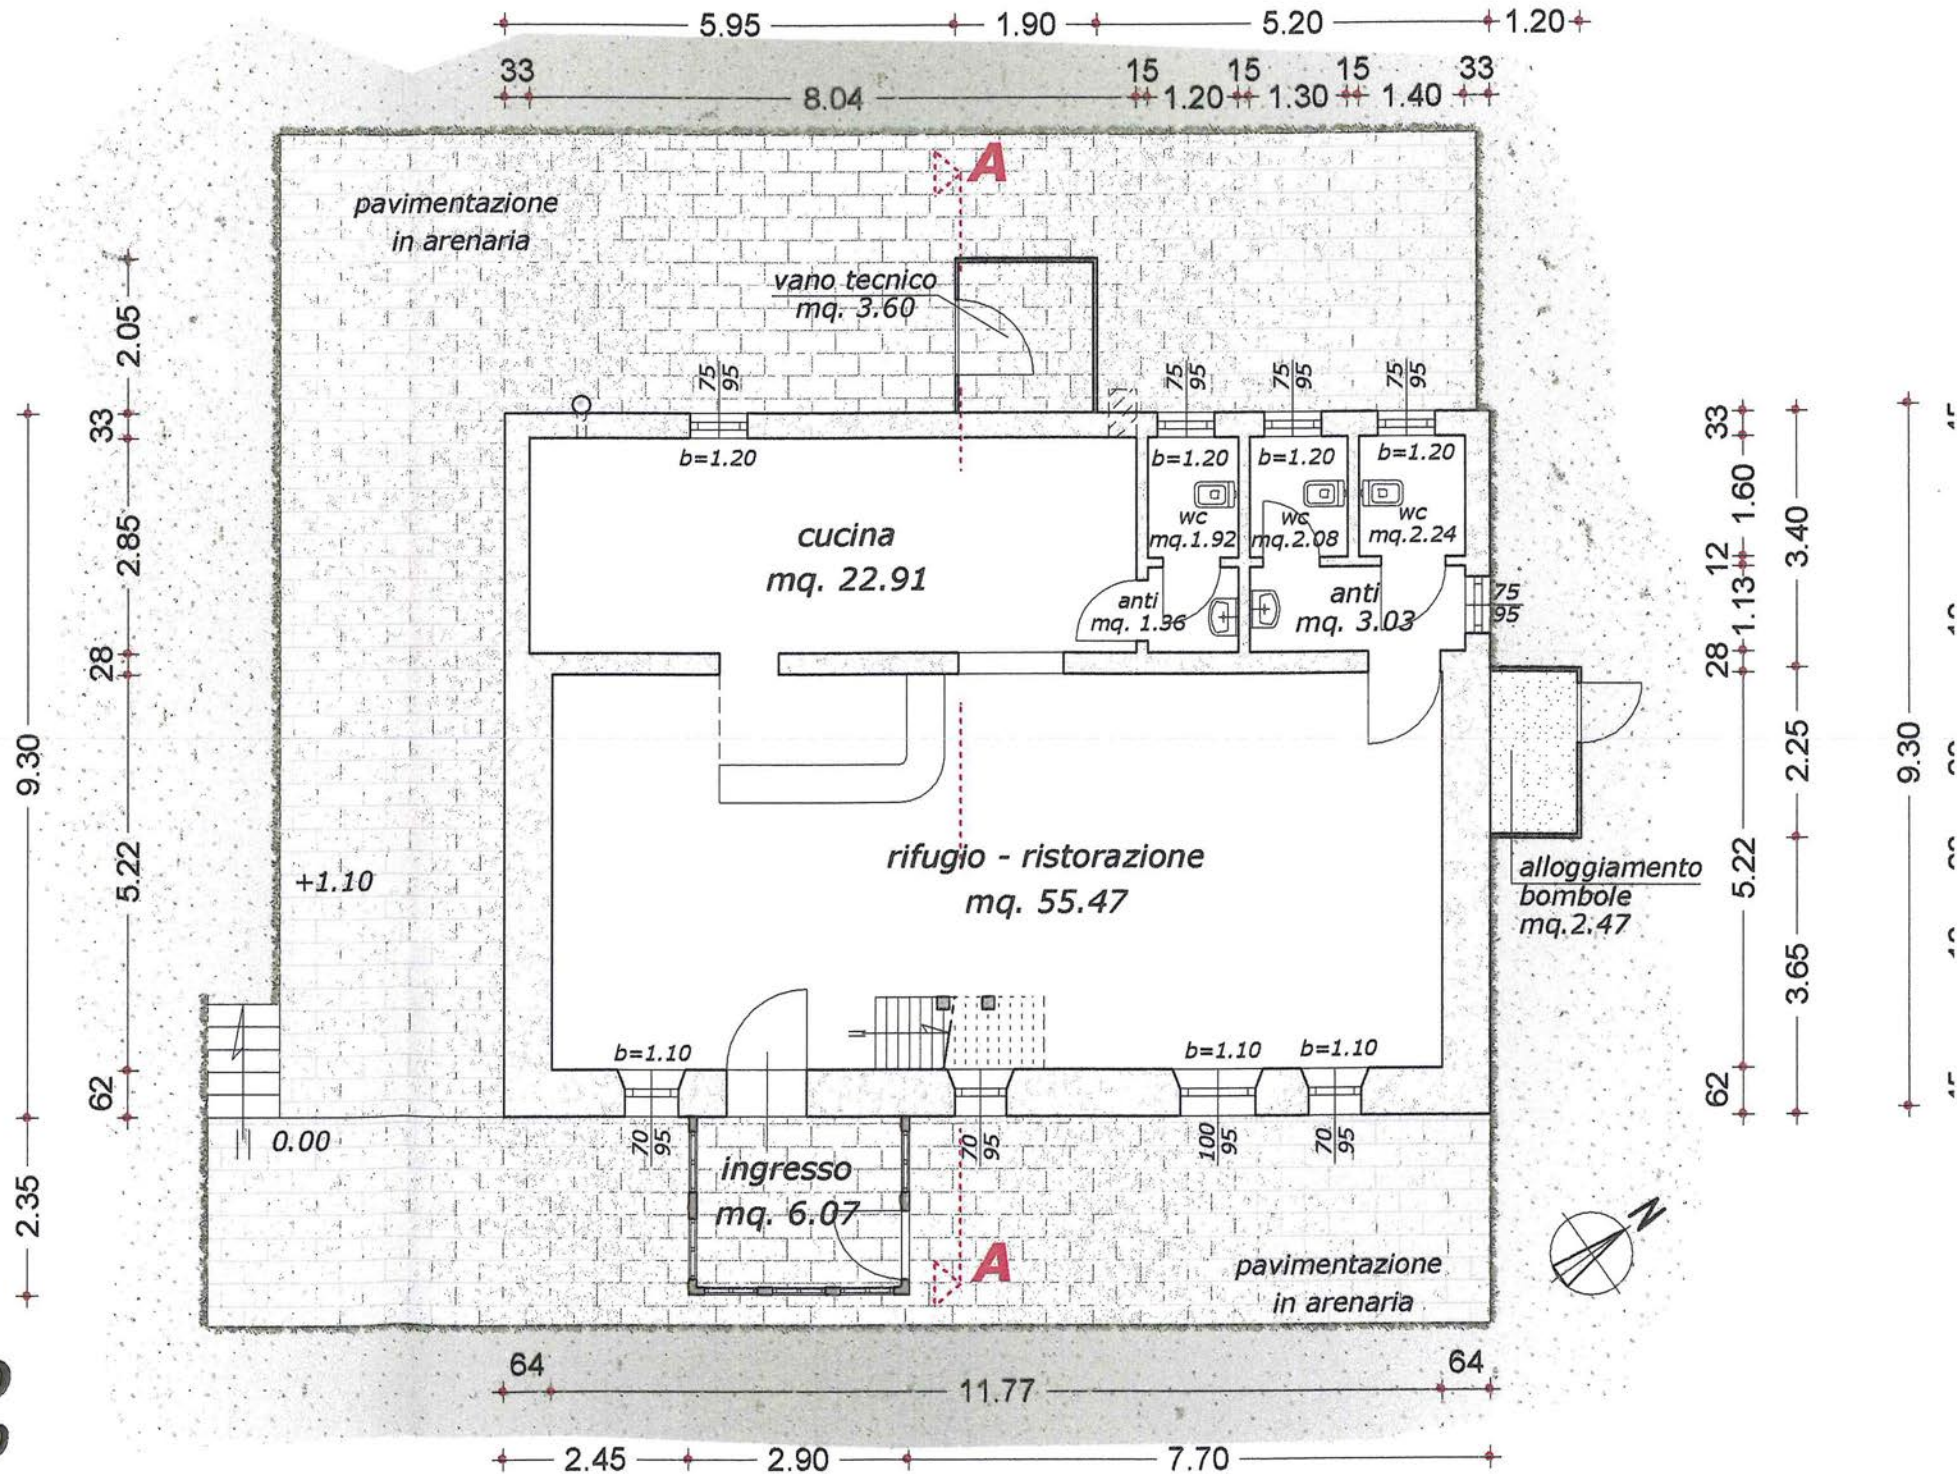 5.95 1.90 5.20 1.20
33 15 15 15 33
8.04 1.20 1.30 1.40
A
pavimentazione
in arenaria
vano tecnico
mq. 3.60
2.05
33
2.85
28
5.22
62
9.30
2.35
75 95
75 95
75 95
75 95
b=1.20
b=1.20
b=1.20
b=1.20
cucina
mq. 22.91
wc
mq.1.92
wc
mq.2.08
wc
mq.2.24
anti
mq. 1.36
anti
mq. 3.03
75
95
33
1.60
12
1.13
28
5.22
62
3.40
2.25
3.65
9.30
rifugio - ristorazione
mq. 55.47
alloggiamento
bombole
mq.2.47
+1.10
b=1.10
b=1.10
b=1.10
0.00
70 95
70 95
100 95
70 95
ingresso
mq. 6.07
A
N
pavimentazione
in arenaria
64 64
11.77
2.45 2.90 7.70